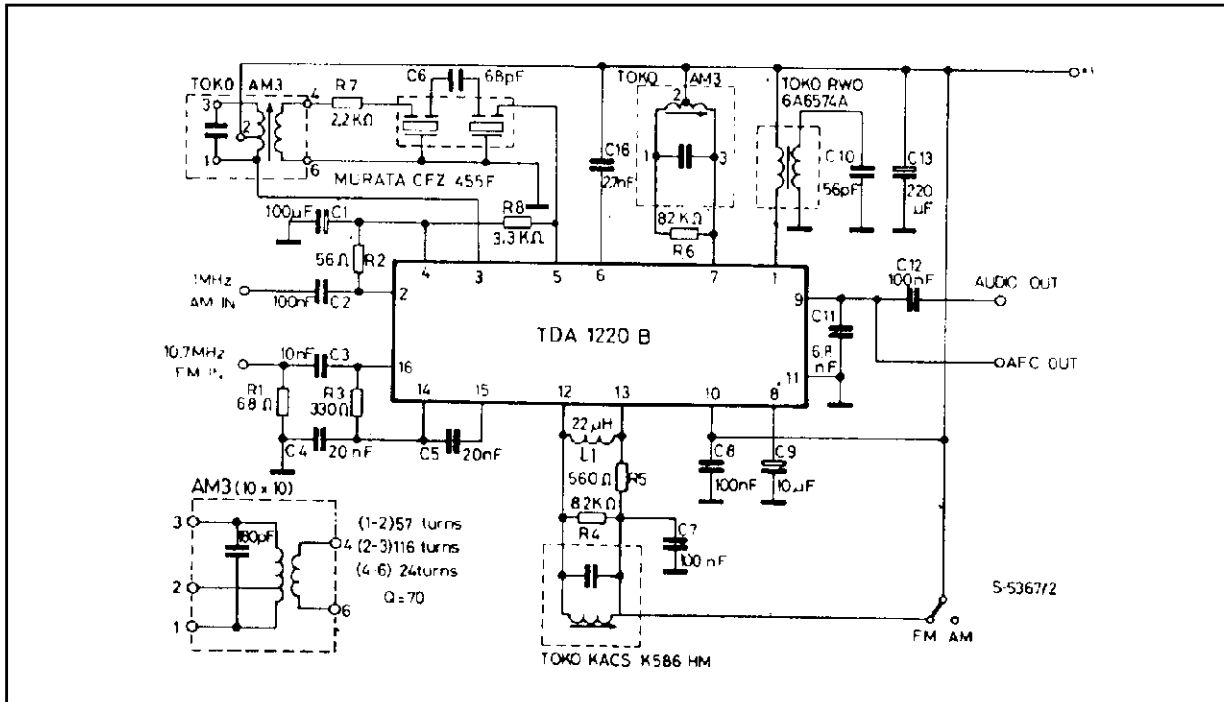 TOKO AM3
3
2
1
4
6
R7
2.2KΩ
C6
68pF
MURATA CFZ 455F
TOKO AM3
2
1
3
82KΩ
R6
C16
2.7nF
TOKO RWO
6A6574A
C10
56pF
C13
220
µF
100µF C1
56Ω R2
R8
3.3KΩ
4
3
5
6
7
1
1MHz
AM IN
100nF C2
2
TDA 1220 B
9
C12
100nF
AUDIO OUT
C11
6.8
nF
AFC OUT
11
10.7MHz
FM IN
10nF C3
16
R1
68Ω
R3
330Ω
14
15
12
13
10
8
C4 20nF
C5 20nF
22µH
L1
560Ω R5
8.2KΩ
R4
C7
100nF
C8
100nF
C9
10µF
AM3 (10 x 10)
3
2
1
180pF
4
6
(1-2) 57 turns
(2-3) 116 turns
(4-6) 24 turns
Q=70
TOKO KACS K586 HM
FM AM
S-5367/2